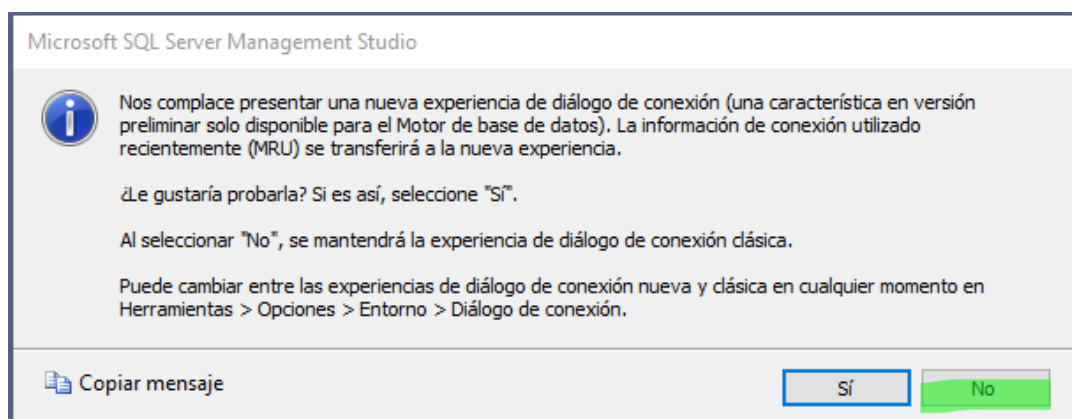 Microsoft SQL Server Management Studio
Nos complace presentar una nueva experiencia de diálogo de conexión (una característica en versión
preliminar solo disponible para el Motor de base de datos). La información de conexión utilizado
recientemente (MRU) se transferirá a la nueva experiencia.
¿Le gustaría probarla? Si es así, seleccione "Sí".
Al seleccionar "No", se mantendrá la experiencia de diálogo de conexión clásica.
Puede cambiar entre las experiencias de diálogo de conexión nueva y clásica en cualquier momento en
Herramientas > Opciones > Entorno > Diálogo de conexión.
Copiar mensaje
Sí
No